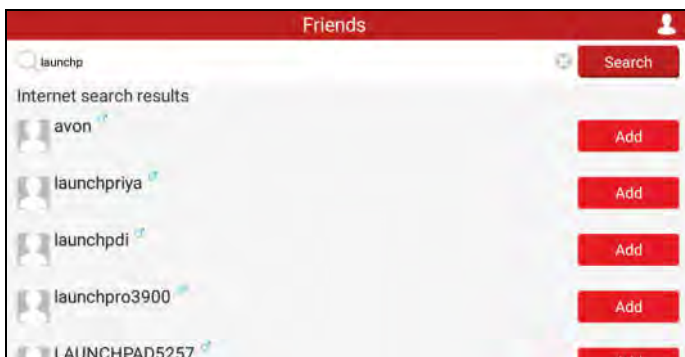 Friends
launchp
Search
Internet search results
avon
Add
launchpriya
Add
launchpdi
Add
launchpro3900
Add
LAUNCHPAD5257